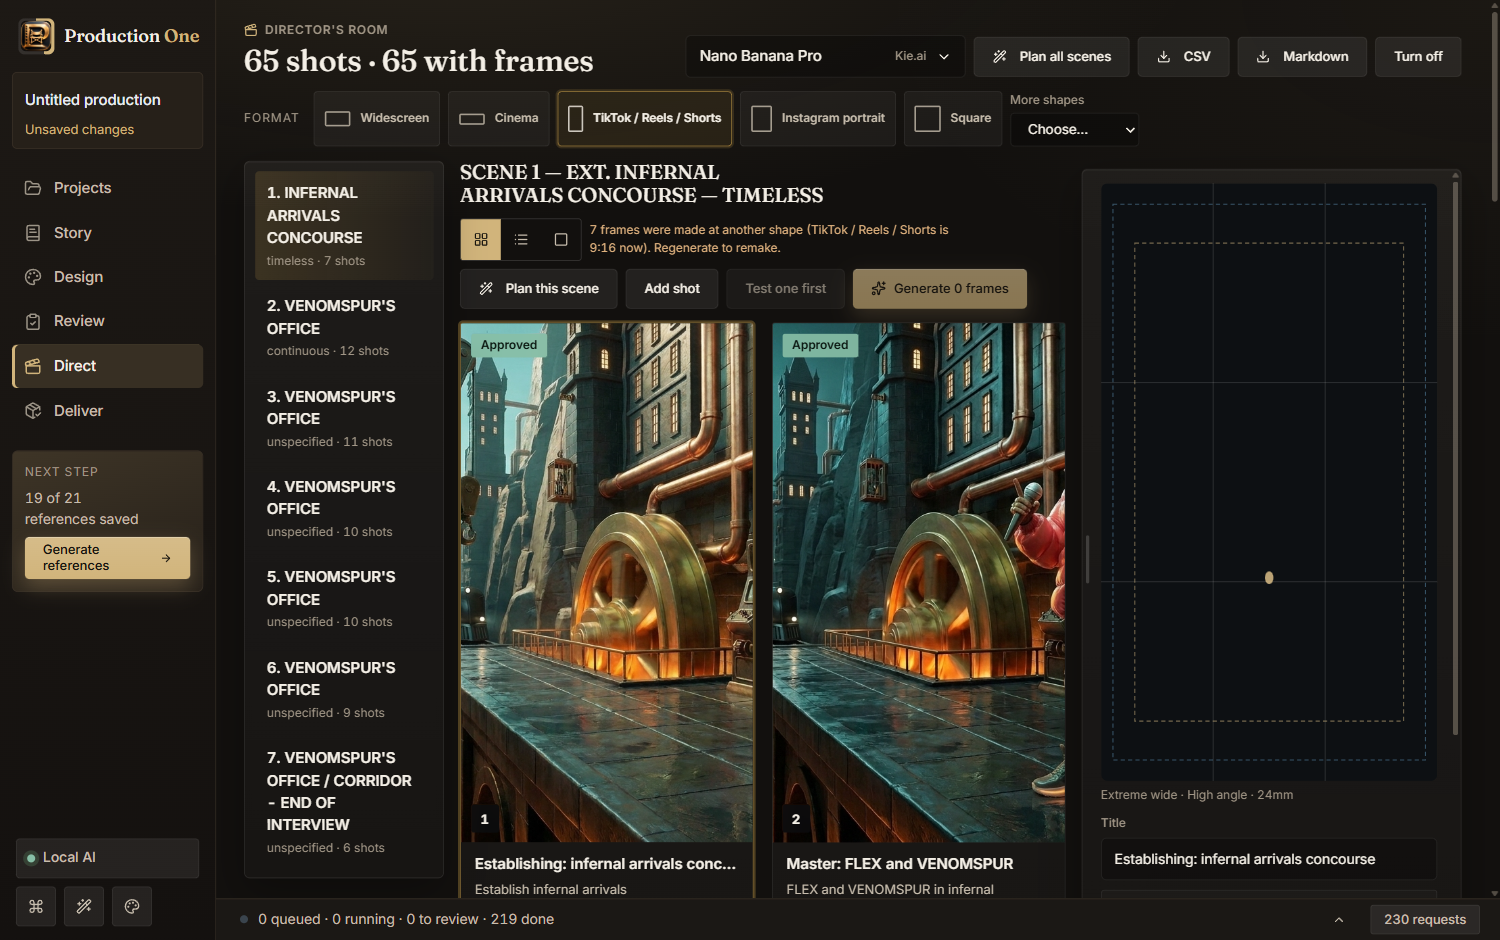 Production One
Untitled production
Unsaved changes
Projects
Story
Design
Review
Direct
Deliver
NEXT STEP
19 of 21
references saved
Generate
references
Local AI
DIRECTOR'S ROOM
65 shots · 65 with frames
Nano Banana Pro
Kie.ai
Plan all scenes
CSV
Markdown
Turn off
FORMAT
Widescreen
Cinema
TikTok / Reels / Shorts
Instagram portrait
Square
More shapes
Choose...
1. INFERNAL
ARRIVALS
CONCOURSE
timeless · 7 shots
2. VENOMSPUR'S
OFFICE
continuous · 12 shots
3. VENOMSPUR'S
OFFICE
unspecified · 11 shots
4. VENOMSPUR'S
OFFICE
unspecified · 10 shots
5. VENOMSPUR'S
OFFICE
unspecified · 10 shots
6. VENOMSPUR'S
OFFICE
unspecified · 9 shots
7. VENOMSPUR'S
OFFICE / CORRIDOR
- END OF
INTERVIEW
unspecified · 6 shots
SCENE 1 — EXT. INFERNAL
ARRIVALS CONCOURSE — TIMELESS
7 frames were made at another shape (TikTok / Reels / Shorts is
9:16 now). Regenerate to remake.
Plan this scene
Add shot
Test one first
Generate 0 frames
Approved
1
Establishing: infernal arrivals conc...
Establish infernal arrivals
Approved
2
Master: FLEX and VENOMSPUR
FLEX and VENOMSPUR in infernal
Extreme wide · High angle · 24mm
Title
Establishing: infernal arrivals concourse
0 queued · 0 running · 0 to review · 219 done
230 requests